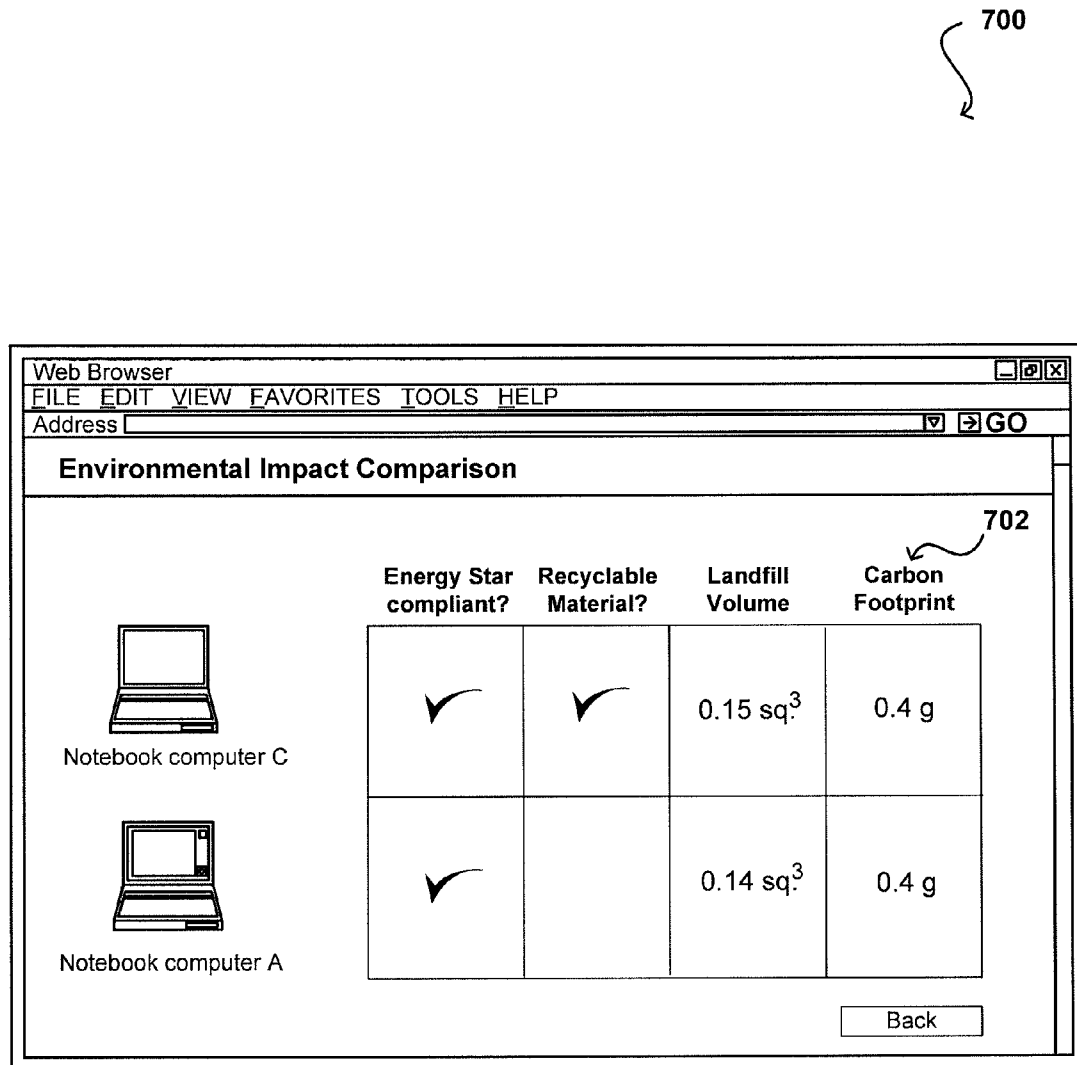 700
Web Browser
FILE EDIT VIEW FAVORITES TOOLS HELP
Address GO
Environmental Impact Comparison
702
Energy Star compliant?
Recyclable Material?
Landfill Volume
Carbon Footprint
Notebook computer C
0.15 sq.³
0.4 g
Notebook computer A
0.14 sq.³
0.4 g
Back